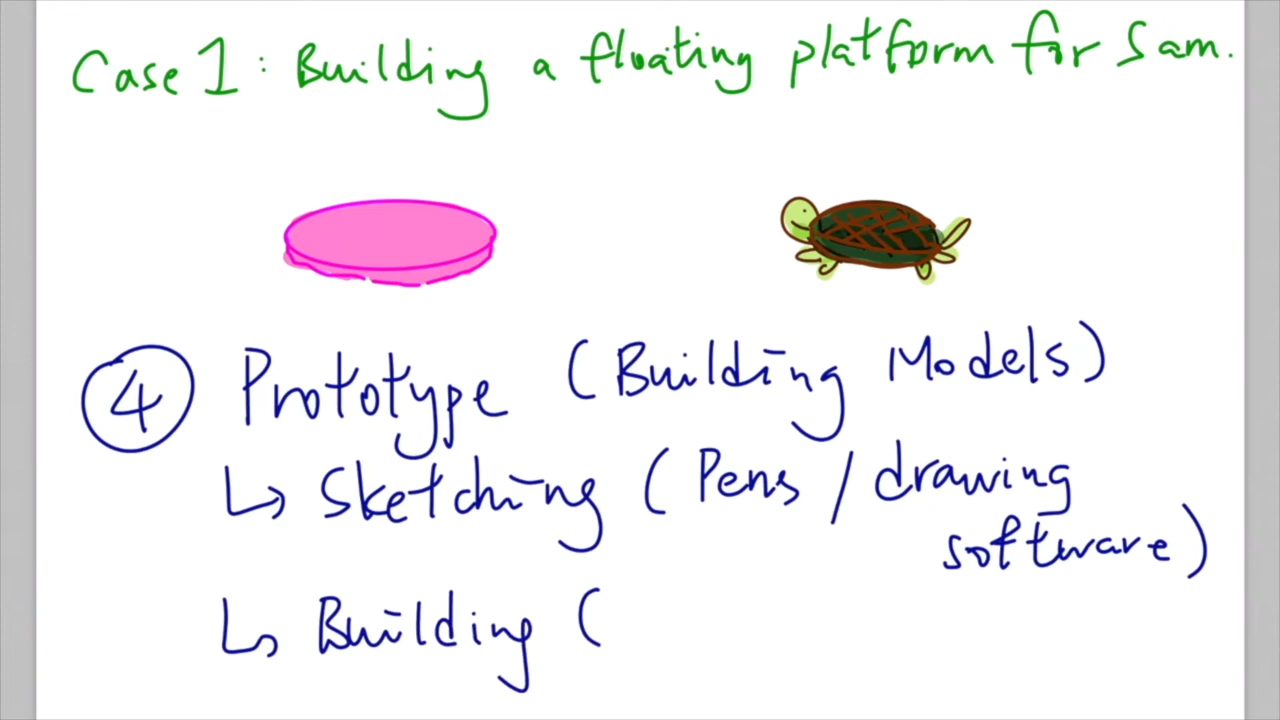 Case 1: Building a floating platform for Sam.
4 Prototype (Building Models)
↳ Sketching (Pens / drawing
software)
↳ Building (